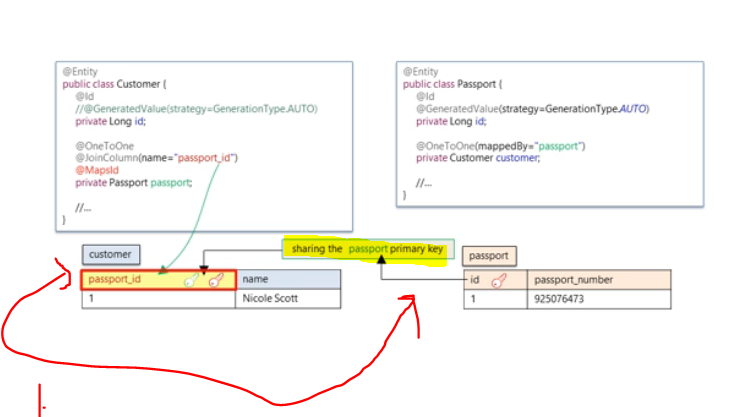 @Entity
public class Customer {
@Id
//@GeneratedValue(strategy=GenerationType.AUTO)
private Long id;
@OneToOne
@JoinColumn(name="passport_id")
@MapsId
private Passport passport;
//...
}
@Entity
public class Passport {
@Id
@GeneratedValue(strategy=GenerationType.AUTO)
private Long id;
@OneToOne(mappedBy="passport")
private Customer customer;
//...
}
sharing the passport primary key
customer
passport_id name
1 Nicole Scott
passport
id passport_number
1 925076473
1.